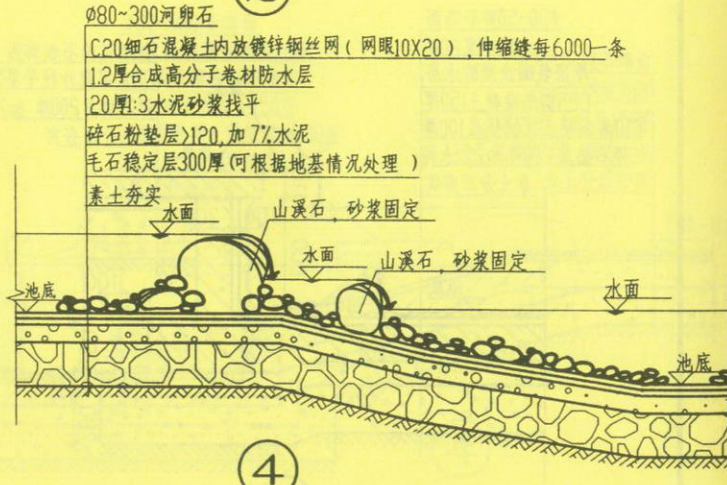 Ø80~300河卵石
C20细石混凝土内放镀锌钢丝网(网眼10X20),伸缩缝每6000一条
1.2厚合成高分子卷材防水层
20厚1:3水泥砂浆找平
碎石粉垫层>120,加7%水泥
毛石稳定层300厚(可根据地基情况处理)
素土夯实
水面
山溪石,砂浆固定
水面
山溪石,砂浆固定
池底
水面
池底
4